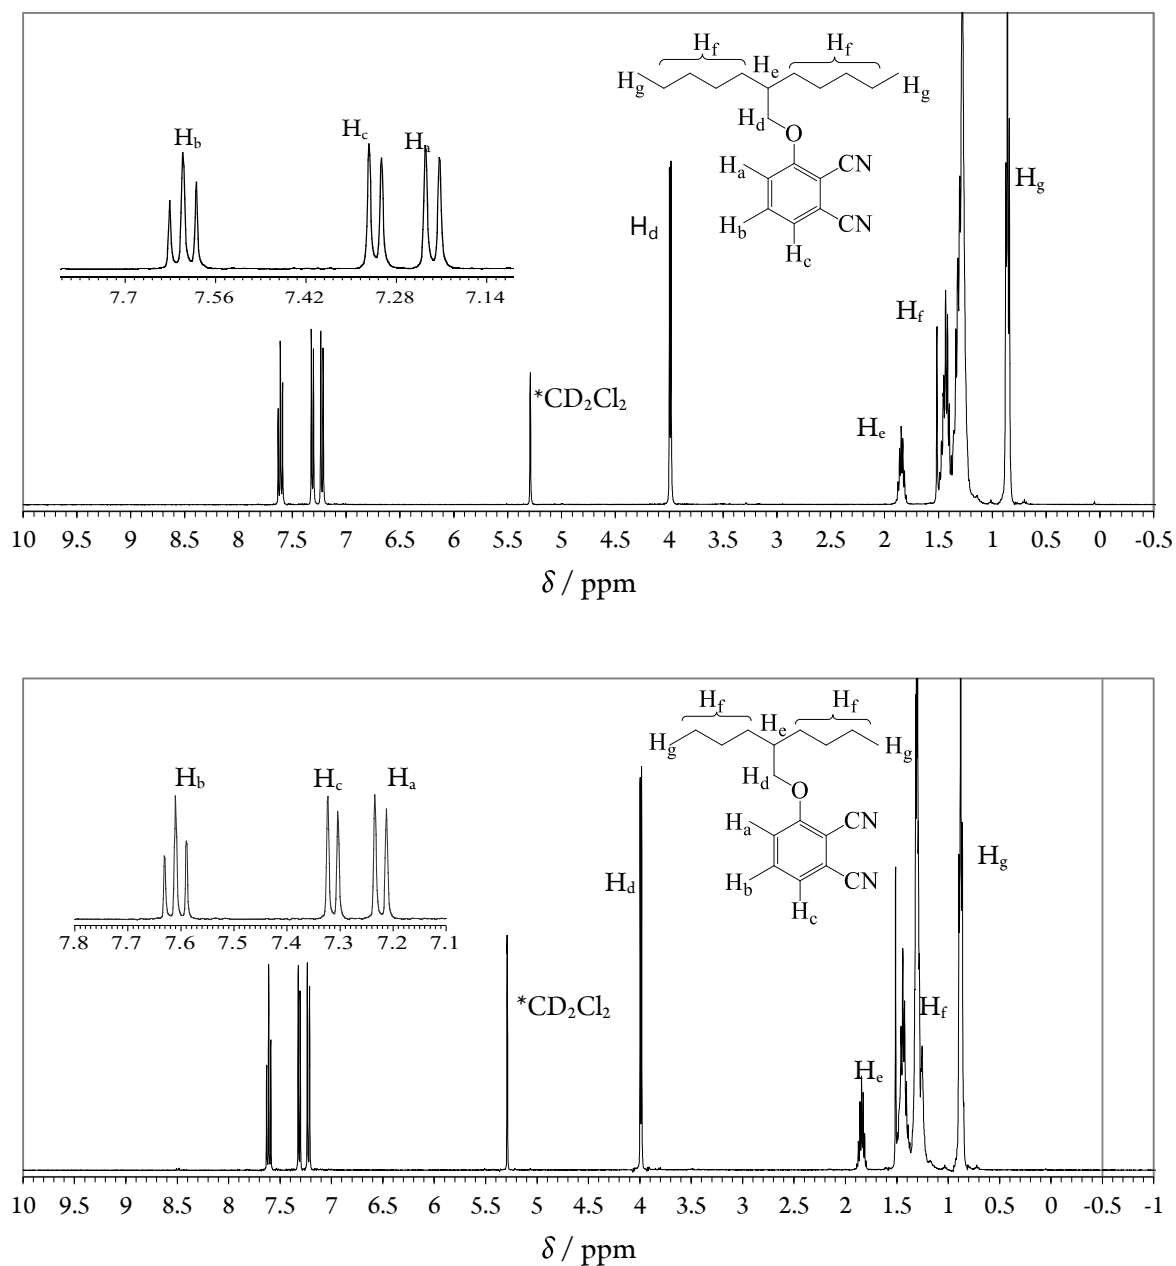 Hf Hf
Hg He Hg
Hd O
Ha CN
Hb CN
Hc
Hb Hc Ha
7.7 7.56 7.42 7.28 7.14
Hd
*CD₂Cl₂
He
Hf
Hg
10 9.5 9 8.5 8 7.5 7 6.5 6 5.5 5 4.5 4 3.5 3 2.5 2 1.5 1 0.5 0 -0.5
δ / ppm
Hf Hf
Hg He Hg
Hd O
Ha CN
Hb CN
Hc
Hb Hc Ha
7.8 7.7 7.6 7.5 7.4 7.3 7.2 7.1
Hd
*CD₂Cl₂
He
Hf
Hg
10 9.5 9 8.5 8 7.5 7 6.5 6 5.5 5 4.5 4 3.5 3 2.5 2 1.5 1 0.5 0 -0.5 -1
δ / ppm